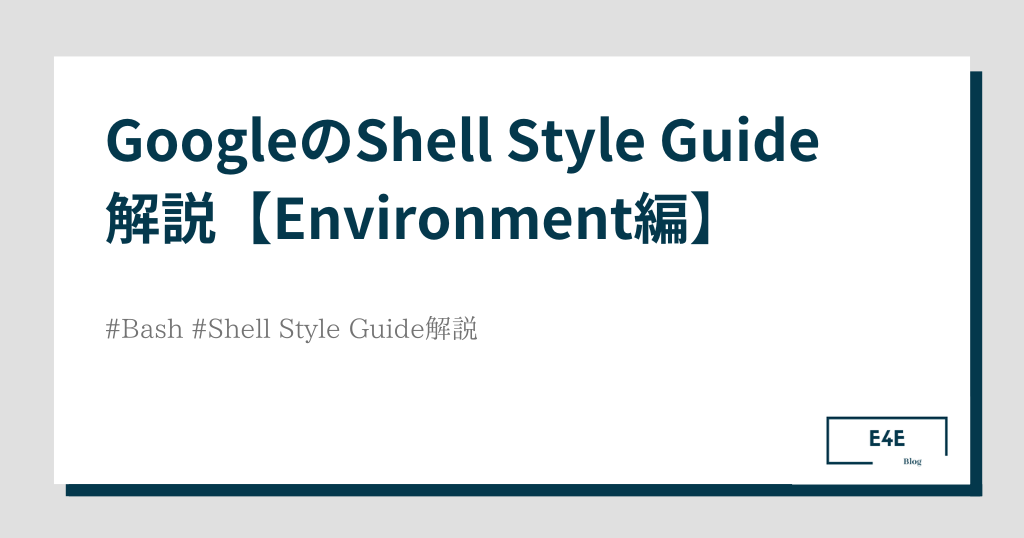 GoogleのShell Style Guide
解説【Environment編】
#Bash #Shell Style Guide解説
E4E
Blog